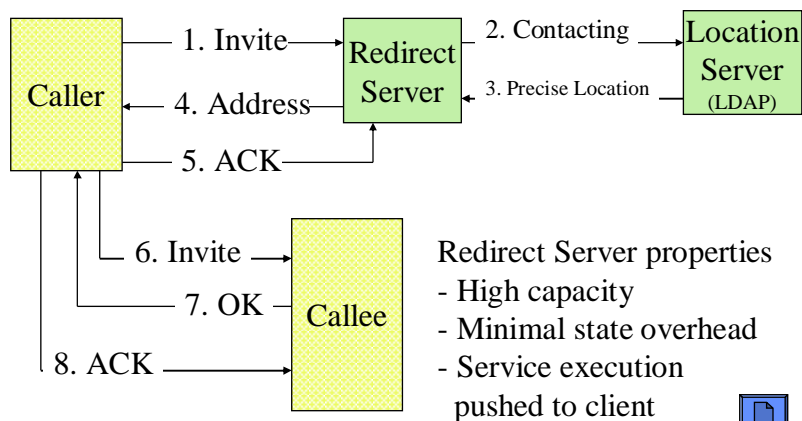 1. Invite
2. Contacting
Location
Server
(LDAP)
Redirect
Server
Caller
3. Precise Location
4. Address
5. ACK
6. Invite
7. OK
Callee
8. ACK
Redirect Server properties
- High capacity
- Minimal state overhead
- Service execution
pushed to client